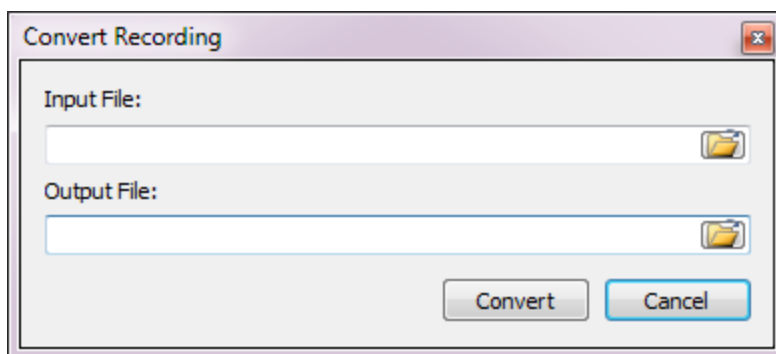 Convert Recording
Input File:
Output File:
Convert Cancel